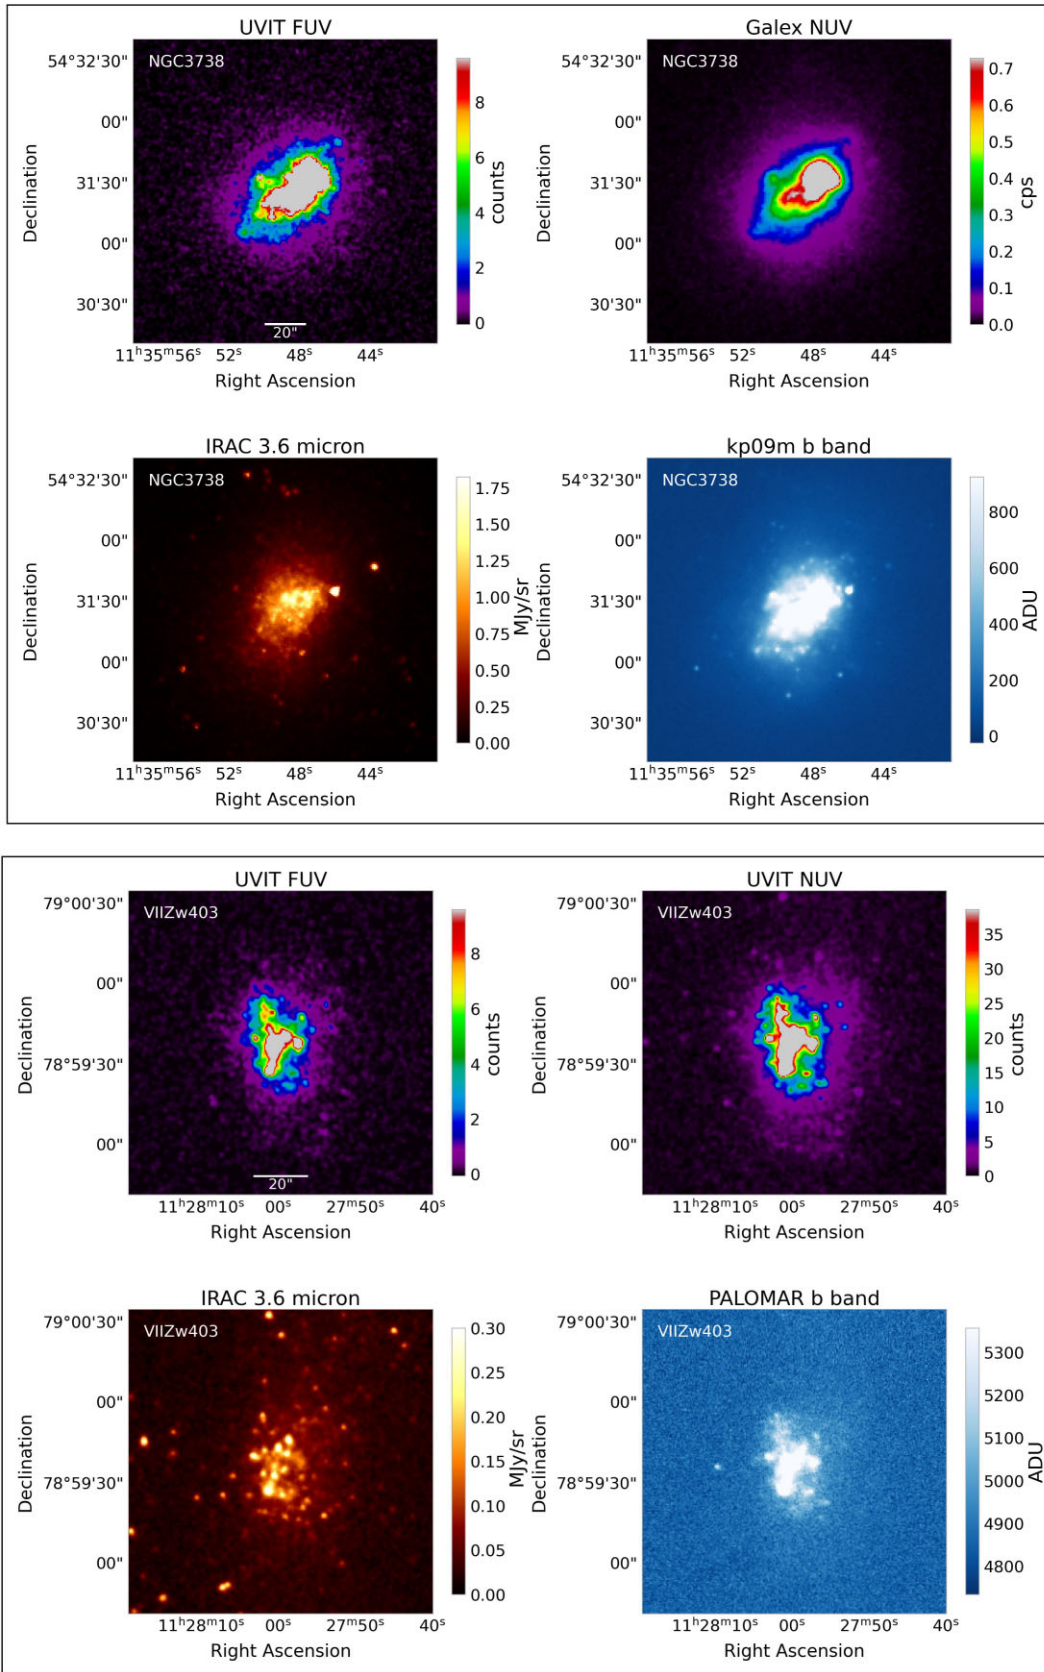 UVIT FUV
NGC3738
54°32'30"
00"
31'30"
00"
30'30"
Declination
20"
11ʰ35ᵐ56ˢ 52ˢ 48ˢ 44ˢ
Right Ascension
8
6
4
2
0
counts
Galex NUV
NGC3738
54°32'30"
00"
31'30"
00"
30'30"
Declination
11ʰ35ᵐ56ˢ 52ˢ 48ˢ 44ˢ
Right Ascension
0.7
0.6
0.5
0.4
0.3
0.2
0.1
0.0
cps
IRAC 3.6 micron
NGC3738
54°32'30"
00"
31'30"
00"
30'30"
Declination
11ʰ35ᵐ56ˢ 52ˢ 48ˢ 44ˢ
Right Ascension
1.75
1.50
1.25
1.00
0.75
0.50
0.25
0.00
MJy/sr
kp09m b band
NGC3738
54°32'30"
00"
31'30"
00"
30'30"
Declination
11ʰ35ᵐ56ˢ 52ˢ 48ˢ 44ˢ
Right Ascension
800
600
400
200
0
ADU
UVIT FUV
VIIZw403
79°00'30"
00"
78°59'30"
00"
Declination
20"
11ʰ28ᵐ10ˢ 00ˢ 27ᵐ50ˢ 40ˢ
Right Ascension
8
6
4
2
0
counts
UVIT NUV
VIIZw403
79°00'30"
00"
78°59'30"
00"
Declination
11ʰ28ᵐ10ˢ 00ˢ 27ᵐ50ˢ 40ˢ
Right Ascension
35
30
25
20
15
10
5
0
counts
IRAC 3.6 micron
VIIZw403
79°00'30"
00"
78°59'30"
00"
Declination
11ʰ28ᵐ10ˢ 00ˢ 27ᵐ50ˢ 40ˢ
Right Ascension
0.30
0.25
0.20
0.15
0.10
0.05
0.00
MJy/sr
PALOMAR b band
VIIZw403
79°00'30"
00"
78°59'30"
00"
Declination
11ʰ28ᵐ10ˢ 00ˢ 27ᵐ50ˢ 40ˢ
Right Ascension
5300
5200
5100
5000
4900
4800
ADU